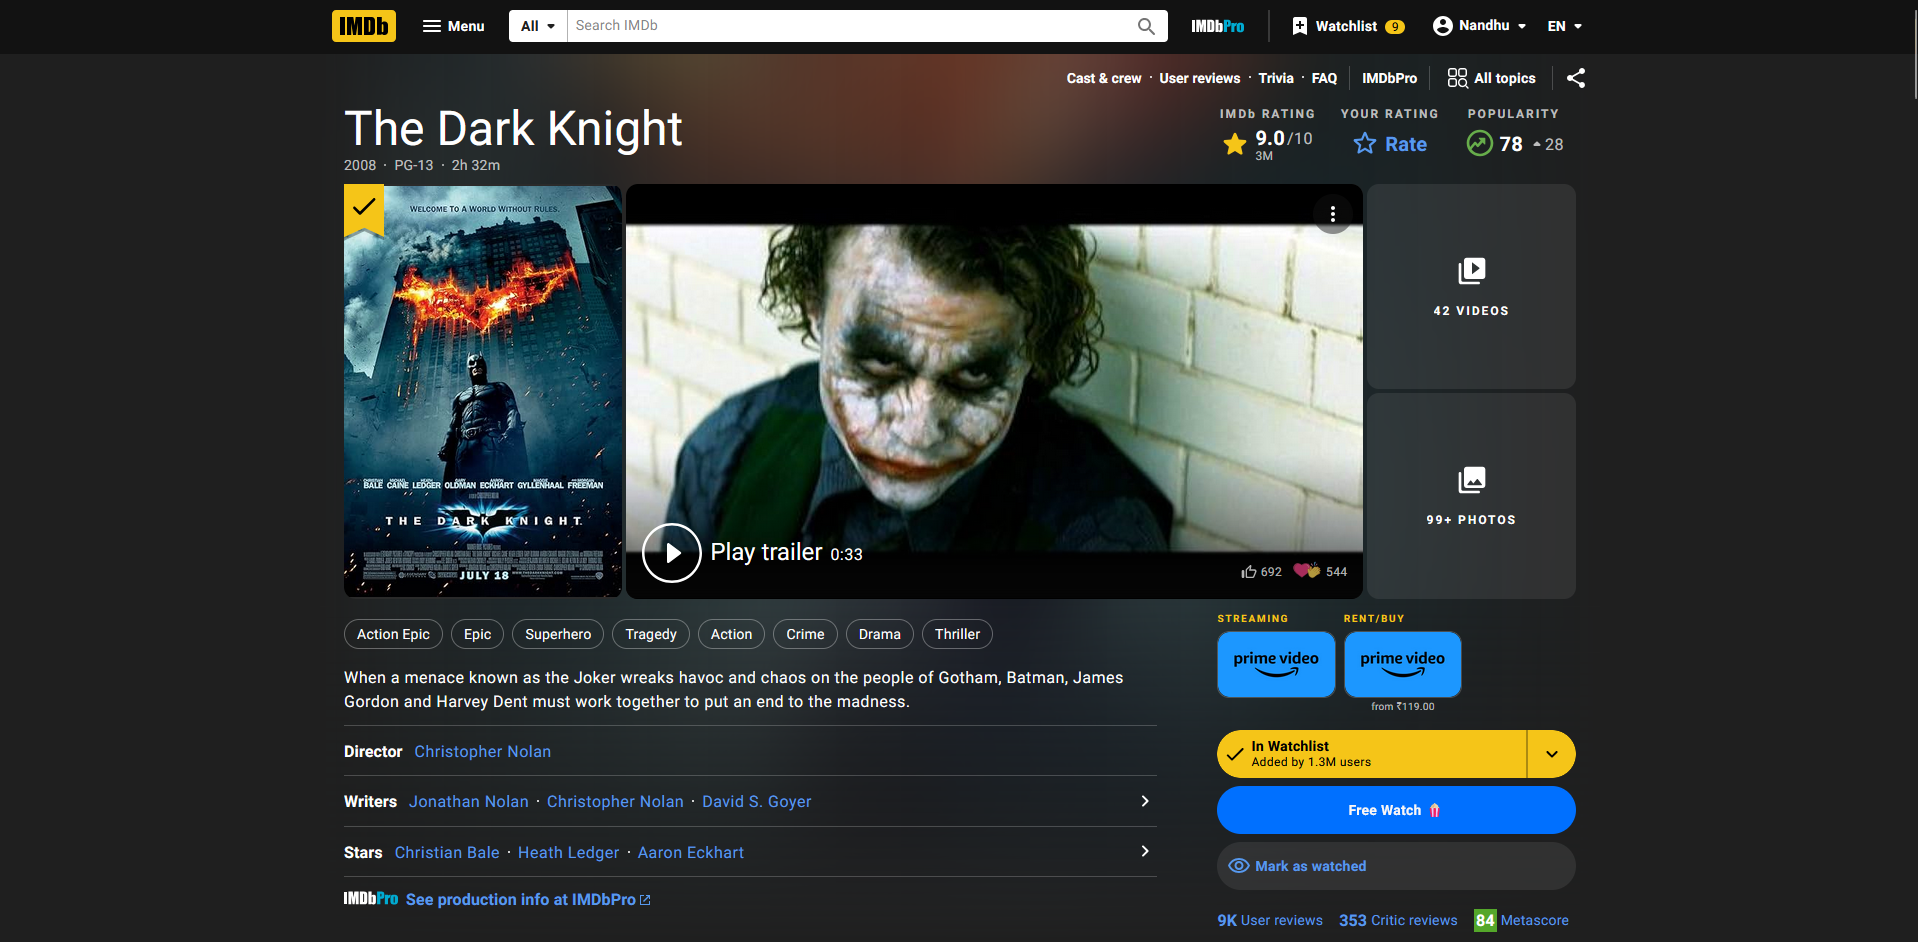 IMDb Menu All Search IMDb IMDbPro Watchlist 9 Nandhu EN
Cast & crew · User reviews · Trivia · FAQ IMDbPro All topics
The Dark Knight
2008 · PG-13 · 2h 32m
IMDb RATING YOUR RATING POPULARITY
9.0/10 Rate 78 28
3M
WELCOME TO A WORLD WITHOUT RULES.
CHRISTIAN BALE MICHAEL CAINE HEATH LEDGER GARY OLDMAN AARON ECKHART MAGGIE GYLLENHAAL MORGAN FREEMAN
THE DARK KNIGHT
JULY 18
Play trailer 0:33
692 544
42 VIDEOS
99+ PHOTOS
Action Epic Epic Superhero Tragedy Action Crime Drama Thriller
When a menace known as the Joker wreaks havoc and chaos on the people of Gotham, Batman, James
Gordon and Harvey Dent must work together to put an end to the madness.
Director Christopher Nolan
Writers Jonathan Nolan · Christopher Nolan · David S. Goyer
Stars Christian Bale · Heath Ledger · Aaron Eckhart
IMDbPro See production info at IMDbPro
STREAMING RENT/BUY
prime video prime video
from ₹119.00
In Watchlist
Added by 1.3M users
Free Watch 🍿
Mark as watched
9K User reviews 353 Critic reviews 84 Metascore